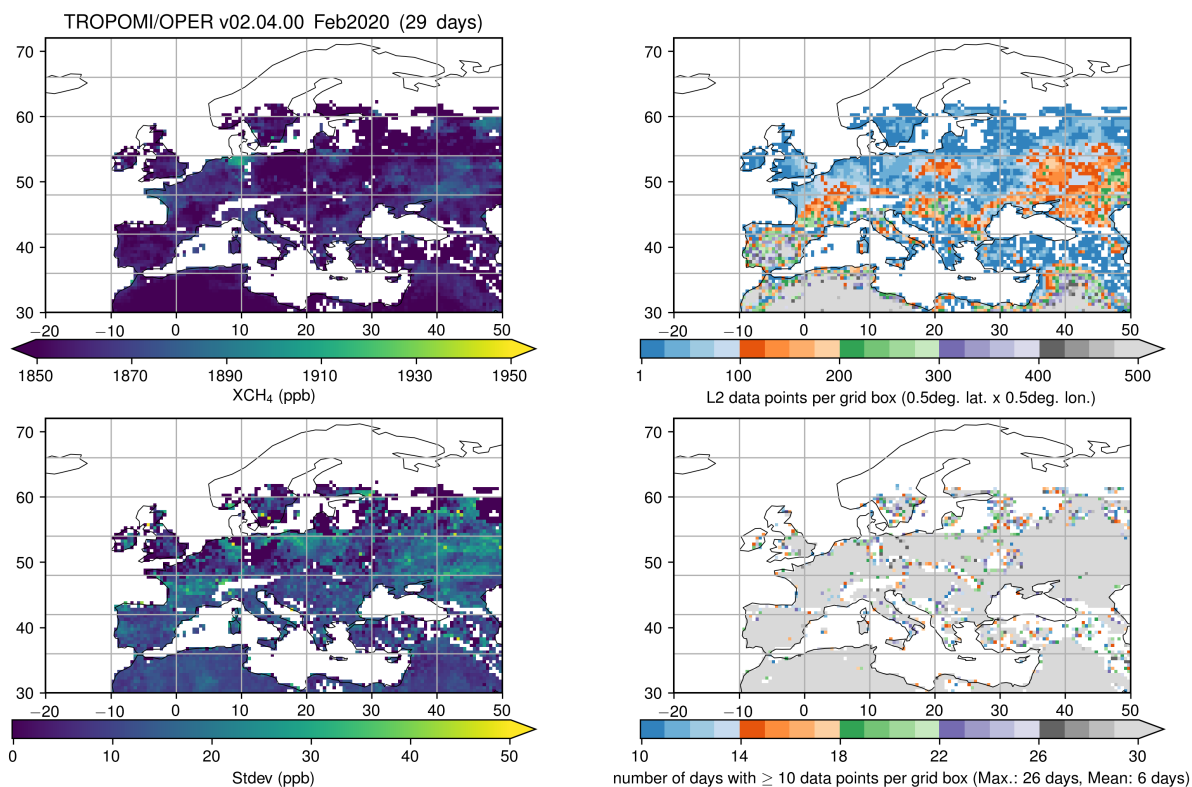 TROPOMI/OPER v02.04.00 Feb2020 (29 days)
70
60
50
40
30
−20 −10 0 10 20 30 40 50
1850 1870 1890 1910 1930 1950
XCH₄ (ppb)
70
60
50
40
30
−20 −10 0 10 20 30 40 50
1 100 200 300 400 500
L2 data points per grid box (0.5deg. lat. x 0.5deg. lon.)
70
60
50
40
30
−20 −10 0 10 20 30 40 50
0 10 20 30 40 50
Stdev (ppb)
70
60
50
40
30
−20 −10 0 10 20 30 40 50
10 14 18 22 26 30
number of days with ≥ 10 data points per grid box (Max.: 26 days, Mean: 6 days)